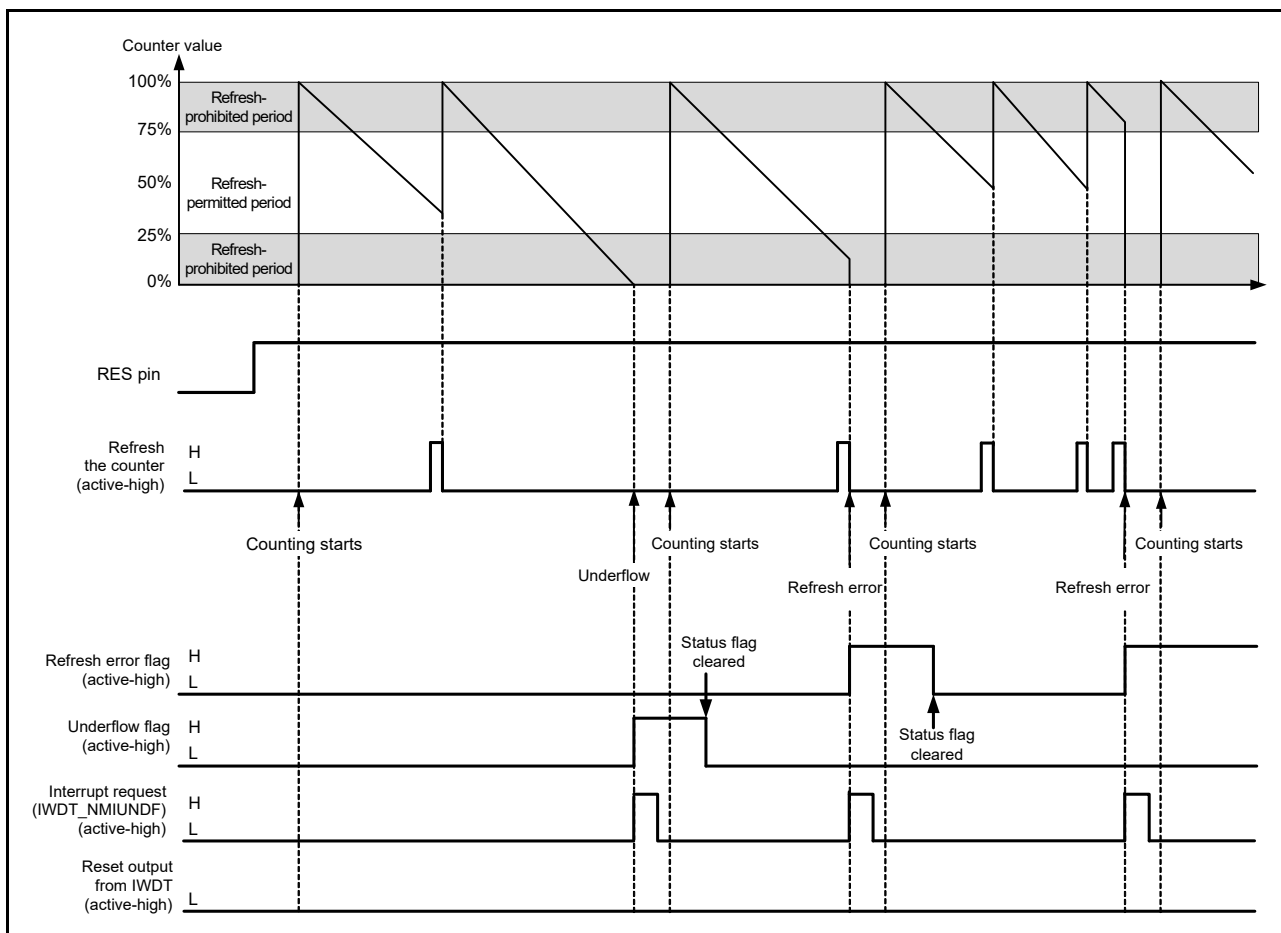 Counter value
100%
Refresh-
prohibited period
75%
50%
Refresh-
permitted period
25%
Refresh-
prohibited period
0%
RES pin
Refresh
the counter
(active-high)
H
L
Counting starts
Counting starts
Counting starts
Counting starts
Underflow
Refresh error
Refresh error
Status flag
cleared
Refresh error flag
(active-high)
H
L
Underflow flag
(active-high)
H
L
Status flag
cleared
Interrupt request
(IWDT_NMIUNDF)
(active-high)
H
L
Reset output
from IWDT
(active-high)
L